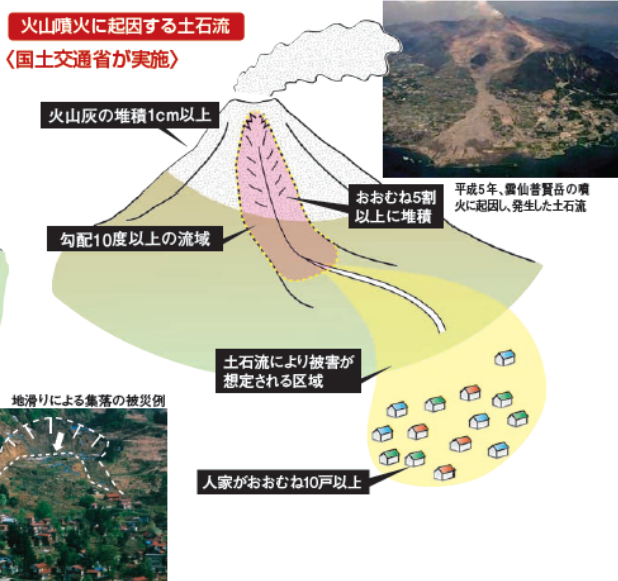 火山噴火に起因する土石流
〈国土交通省が実施〉
火山灰の堆積1cm以上
おおむね5割
以上に堆積
平成5年、雲仙普賢岳の噴
火に起因し、発生した土石流
勾配10度以上の流域
土石流により被害が
想定される区域
地滑りによる集落の被災例
人家がおおむね10戸以上